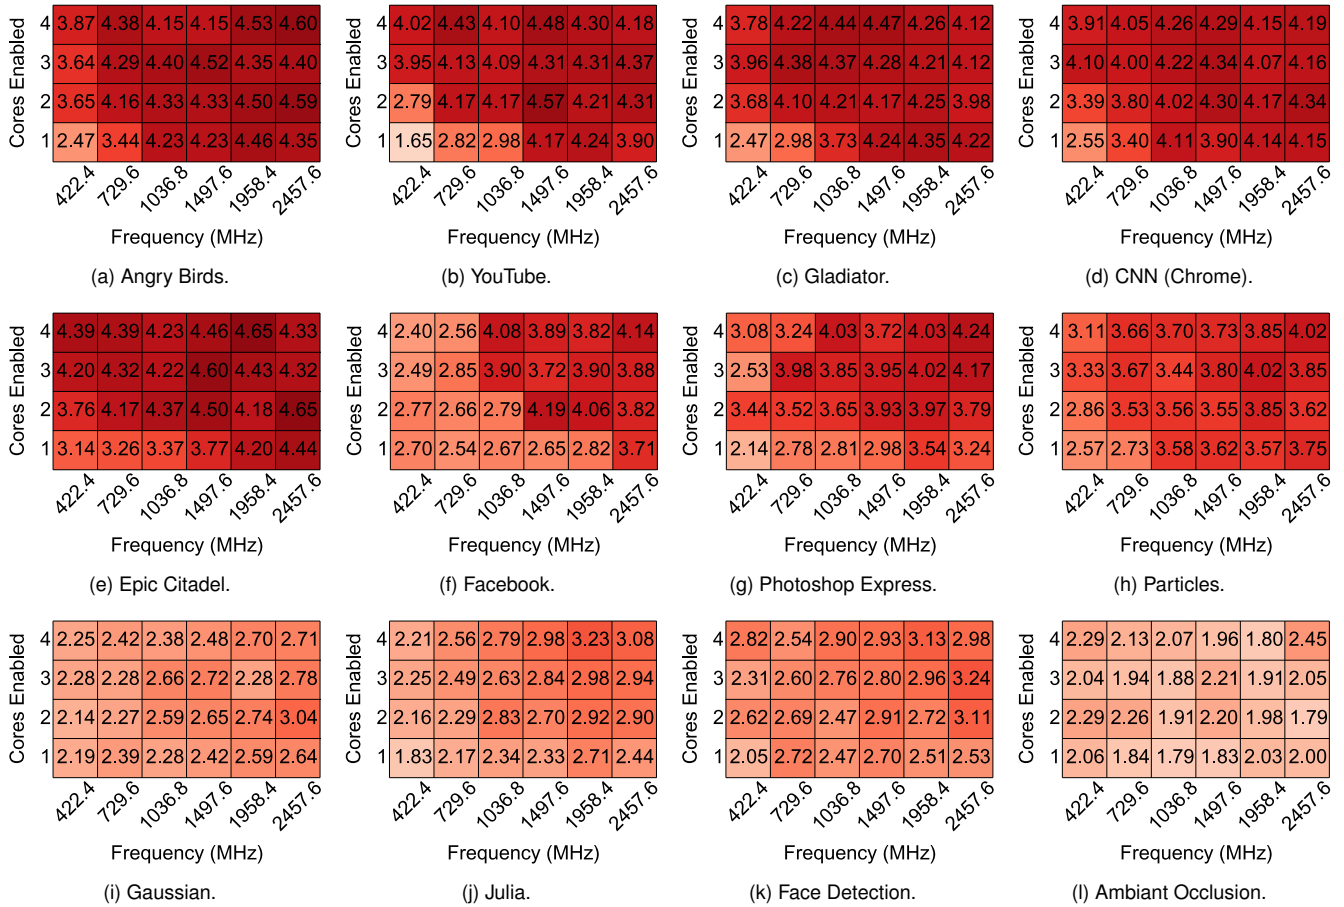 Cores Enabled
4 3.87 4.38 4.15 4.15 4.53 4.60
3 3.64 4.29 4.40 4.52 4.35 4.40
2 3.65 4.16 4.33 4.33 4.50 4.59
1 2.47 3.44 4.23 4.23 4.46 4.35
422.4 729.6 1036.8 1497.6 1958.4 2457.6
Frequency (MHz)
(a) Angry Birds.
Cores Enabled
4 4.02 4.43 4.10 4.48 4.30 4.18
3 3.95 4.13 4.09 4.31 4.31 4.37
2 2.79 4.17 4.17 4.57 4.21 4.31
1 1.65 2.82 2.98 4.17 4.24 3.90
422.4 729.6 1036.8 1497.6 1958.4 2457.6
Frequency (MHz)
(b) YouTube.
Cores Enabled
4 3.78 4.22 4.44 4.47 4.26 4.12
3 3.96 4.38 4.37 4.28 4.21 4.12
2 3.68 4.10 4.21 4.17 4.25 3.98
1 2.47 2.98 3.73 4.24 4.35 4.22
422.4 729.6 1036.8 1497.6 1958.4 2457.6
Frequency (MHz)
(c) Gladiator.
Cores Enabled
4 3.91 4.05 4.26 4.29 4.15 4.19
3 4.10 4.00 4.22 4.34 4.07 4.16
2 3.39 3.80 4.02 4.30 4.17 4.34
1 2.55 3.40 4.11 3.90 4.14 4.15
422.4 729.6 1036.8 1497.6 1958.4 2457.6
Frequency (MHz)
(d) CNN (Chrome).
Cores Enabled
4 4.39 4.39 4.23 4.46 4.65 4.33
3 4.20 4.32 4.22 4.60 4.43 4.32
2 3.76 4.17 4.37 4.50 4.18 4.65
1 3.14 3.26 3.37 3.77 4.20 4.44
422.4 729.6 1036.8 1497.6 1958.4 2457.6
Frequency (MHz)
(e) Epic Citadel.
Cores Enabled
4 2.40 2.56 4.08 3.89 3.82 4.14
3 2.49 2.85 3.90 3.72 3.90 3.88
2 2.77 2.66 2.79 4.19 4.06 3.82
1 2.70 2.54 2.67 2.65 2.82 3.71
422.4 729.6 1036.8 1497.6 1958.4 2457.6
Frequency (MHz)
(f) Facebook.
Cores Enabled
4 3.08 3.24 4.03 3.72 4.03 4.24
3 2.53 3.98 3.85 3.95 4.02 4.17
2 3.44 3.52 3.65 3.93 3.97 3.79
1 2.14 2.78 2.81 2.98 3.54 3.24
422.4 729.6 1036.8 1497.6 1958.4 2457.6
Frequency (MHz)
(g) Photoshop Express.
Cores Enabled
4 3.11 3.66 3.70 3.73 3.85 4.02
3 3.33 3.67 3.44 3.80 4.02 3.85
2 2.86 3.53 3.56 3.55 3.85 3.62
1 2.57 2.73 3.58 3.62 3.57 3.75
422.4 729.6 1036.8 1497.6 1958.4 2457.6
Frequency (MHz)
(h) Particles.
Cores Enabled
4 2.25 2.42 2.38 2.48 2.70 2.71
3 2.28 2.28 2.66 2.72 2.28 2.78
2 2.14 2.27 2.59 2.65 2.74 3.04
1 2.19 2.39 2.28 2.42 2.59 2.64
422.4 729.6 1036.8 1497.6 1958.4 2457.6
Frequency (MHz)
(i) Gaussian.
Cores Enabled
4 2.21 2.56 2.79 2.98 3.23 3.08
3 2.25 2.49 2.63 2.84 2.98 2.94
2 2.16 2.29 2.83 2.70 2.92 2.90
1 1.83 2.17 2.34 2.33 2.71 2.44
422.4 729.6 1036.8 1497.6 1958.4 2457.6
Frequency (MHz)
(j) Julia.
Cores Enabled
4 2.82 2.54 2.90 2.93 3.13 2.98
3 2.31 2.60 2.76 2.80 2.96 3.24
2 2.62 2.69 2.47 2.91 2.72 3.11
1 2.05 2.72 2.47 2.70 2.51 2.53
422.4 729.6 1036.8 1497.6 1958.4 2457.6
Frequency (MHz)
(k) Face Detection.
Cores Enabled
4 2.29 2.13 2.07 1.96 1.80 2.45
3 2.04 1.94 1.88 2.21 1.91 2.05
2 2.29 2.26 1.91 2.20 1.98 1.79
1 2.06 1.84 1.79 1.83 2.03 2.00
422.4 729.6 1036.8 1497.6 1958.4 2457.6
Frequency (MHz)
(l) Ambiant Occlusion.